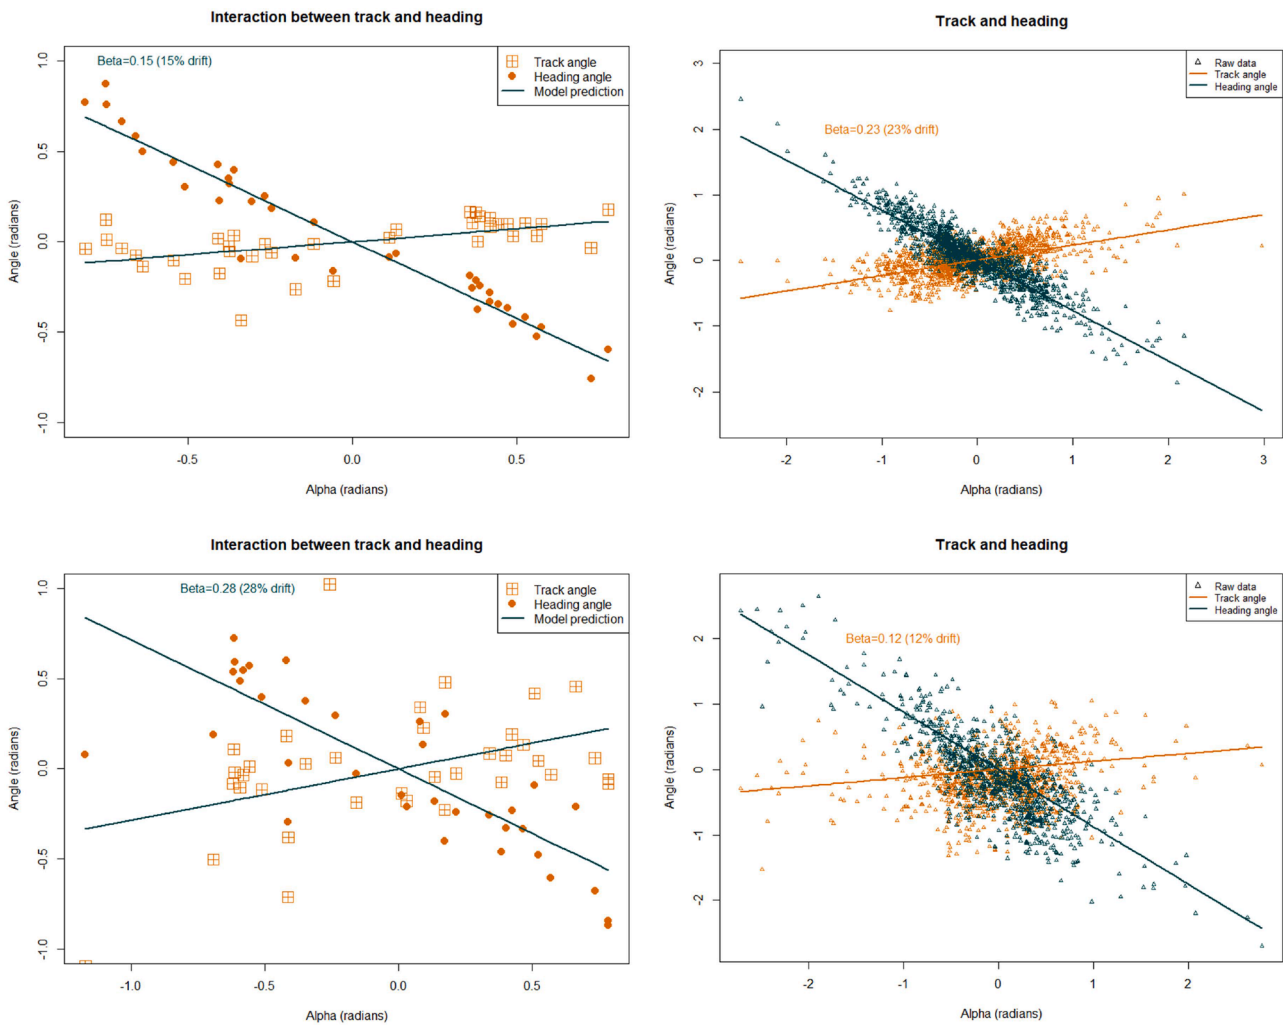 Interaction between track and heading
Beta=0.15 (15% drift)
Track angle
Heading angle
Model prediction
1.0
0.5
0.0
-0.5
-1.0
Angle (radians)
-0.5
0.0
0.5
Alpha (radians)
Track and heading
Beta=0.23 (23% drift)
Raw data
Track angle
Heading angle
3
2
1
0
-1
-2
Angle (radians)
-2
-1
0
1
2
3
Alpha (radians)
Interaction between track and heading
Beta=0.28 (28% drift)
Track angle
Heading angle
Model prediction
1.0
0.5
0.0
-0.5
-1.0
Angle (radians)
-1.0
-0.5
0.0
0.5
Alpha (radians)
Track and heading
Beta=0.12 (12% drift)
Raw data
Track angle
Heading angle
2
1
0
-1
-2
Angle (radians)
-2
-1
0
1
2
Alpha (radians)